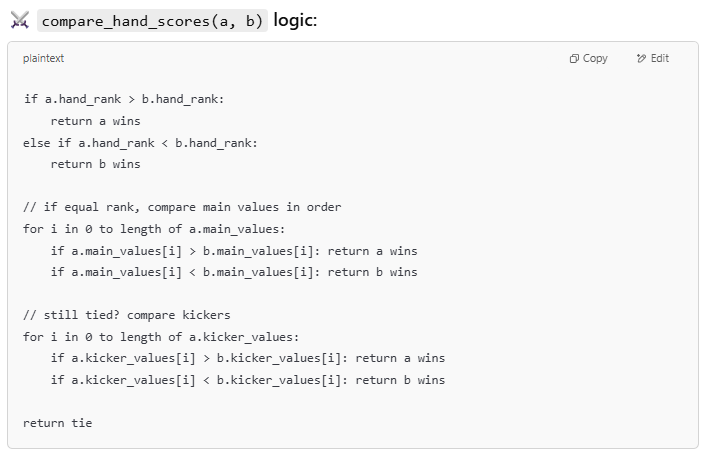 ⚔️ compare_hand_scores(a, b) logic:
plaintext Copy Edit
if a.hand_rank > b.hand_rank:
    return a wins
else if a.hand_rank < b.hand_rank:
    return b wins

// if equal rank, compare main values in order
for i in 0 to length of a.main_values:
    if a.main_values[i] > b.main_values[i]: return a wins
    if a.main_values[i] < b.main_values[i]: return b wins

// still tied? compare kickers
for i in 0 to length of a.kicker_values:
    if a.kicker_values[i] > b.kicker_values[i]: return a wins
    if a.kicker_values[i] < b.kicker_values[i]: return b wins

return tie